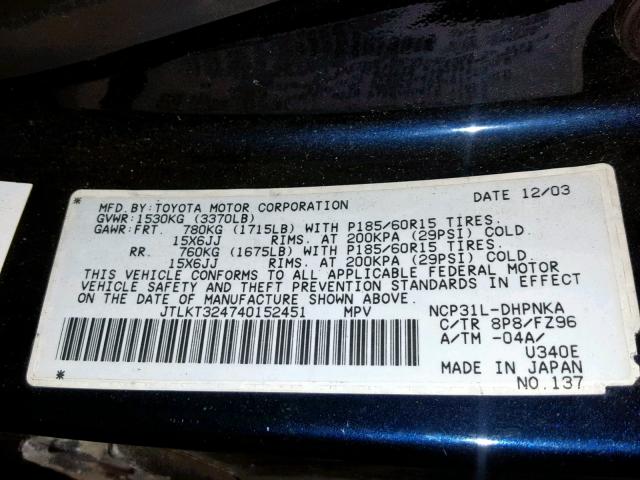 MFD. BY: TOYOTA MOTOR CORPORATION DATE 12/03
GVWR: 1530KG (3370LB)
GAWR: FRT. 780KG (1715LB) WITH P185/60R15 TIRES.
15X6JJ RIMS. AT 200KPA (29PSI) COLD.
RR. 760KG (1675LB) WITH P185/60R15 TIRES.
15X6JJ RIMS. AT 200KPA (29PSI) COLD.
THIS VEHICLE CONFORMS TO ALL APPLICABLE FEDERAL MOTOR
VEHICLE SAFETY AND THEFT PREVENTION STANDARDS IN EFFECT
ON THE DATE OF MANUFACTURE SHOWN ABOVE.
JTLKT324740152451 MPV NCP31L-DHPNKA
C/TR 8P8/FZ96
A/TM -04A/
U340E
MADE IN JAPAN
NO.137